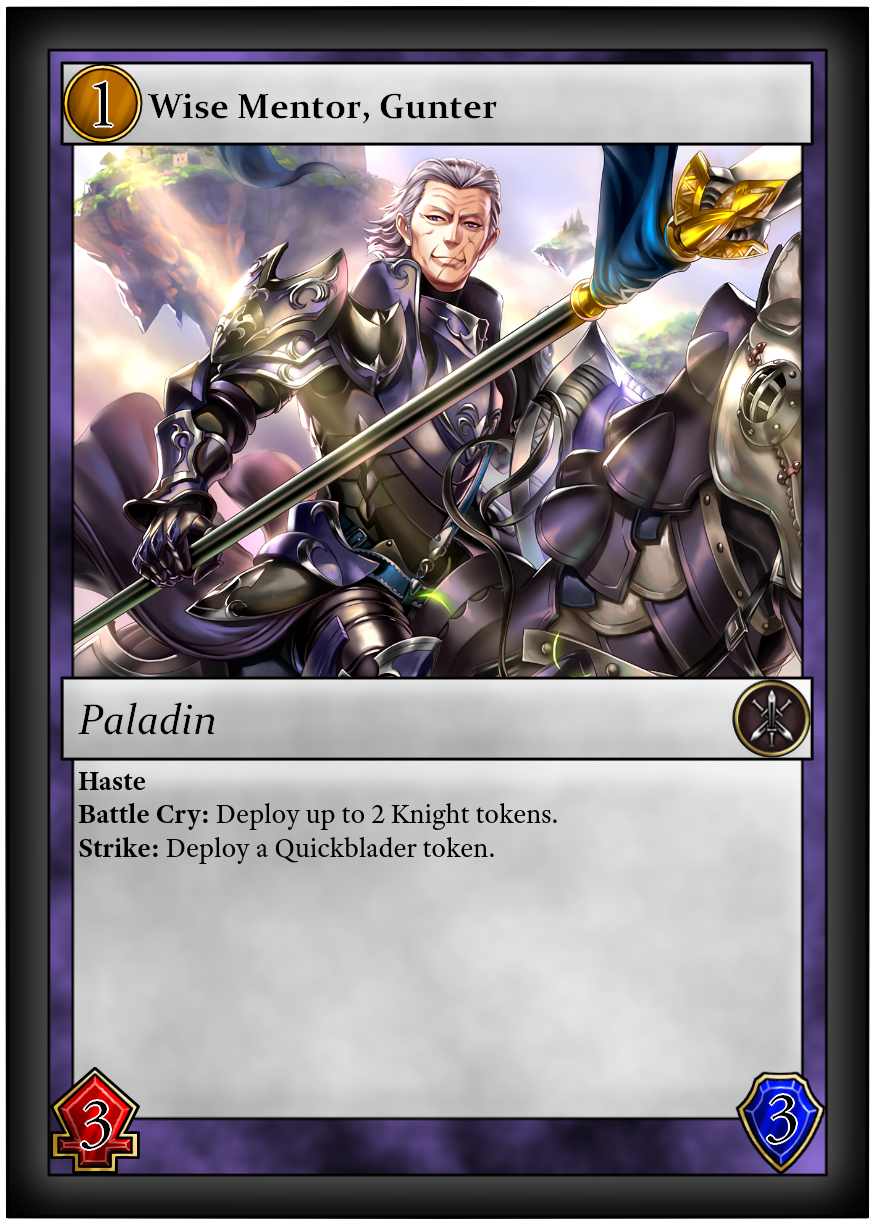 1
Wise Mentor, Gunter
Paladin
Haste
Battle Cry: Deploy up to 2 Knight tokens.
Strike: Deploy a Quickblader token.
3
3